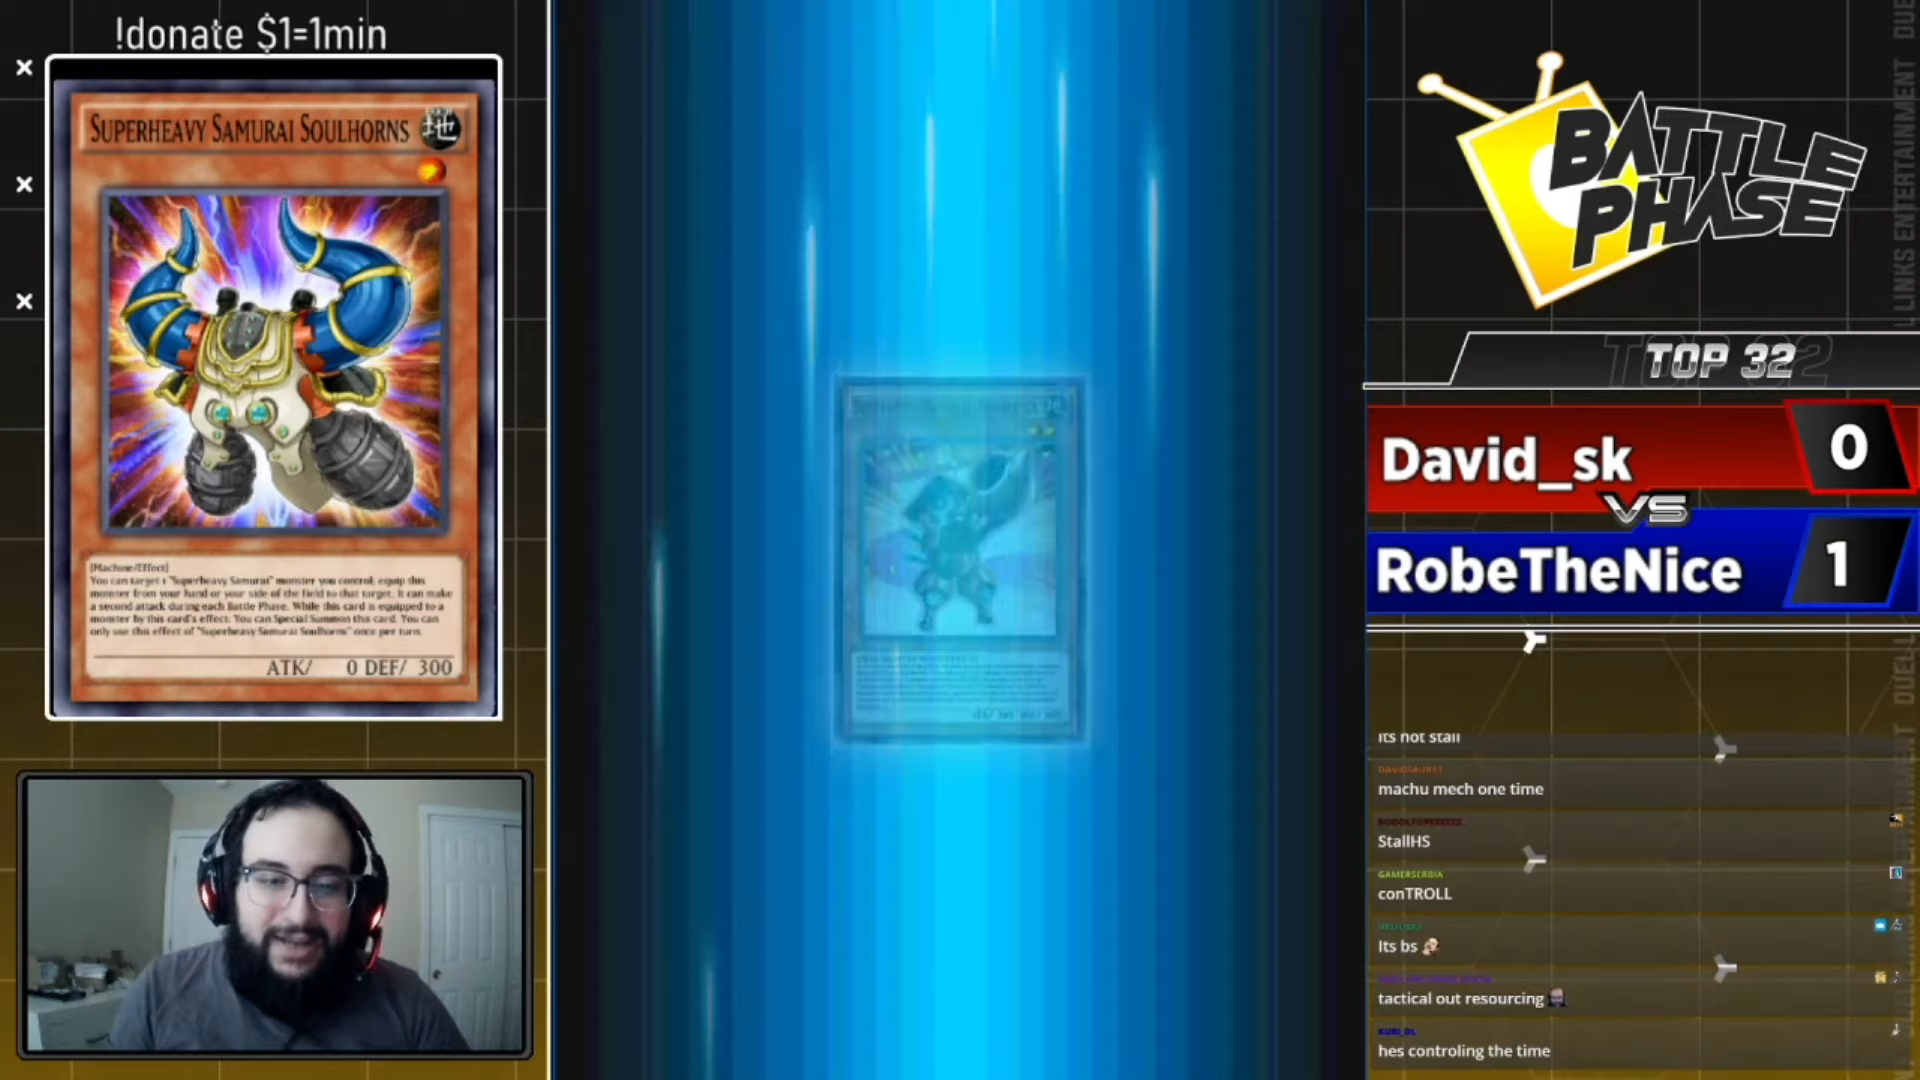 !donate $1=1min
SUPERHEAVY SAMURAI SOULHORNS
地
[Machine/Effect]
You can target 1 "Superheavy Samurai" monster you control; equip this
monster from your hand or your side of the field to that target. It can make
a second attack during each Battle Phase. While this card is equipped to a
monster by this card's effect: You can Special Summon this card. You can
only use this effect of "Superheavy Samurai Soulhorns" once per turn.
ATK/ 0 DEF/ 300
BATTLE
PHASE
TOP 32
David_sk 0
VS
RobeTheNice 1
its not stall
machu mech one time
StallHS
GAMERSERBIA
conTROLL
Its bs
tactical out resourcing
KURI_DL
hes controling the time